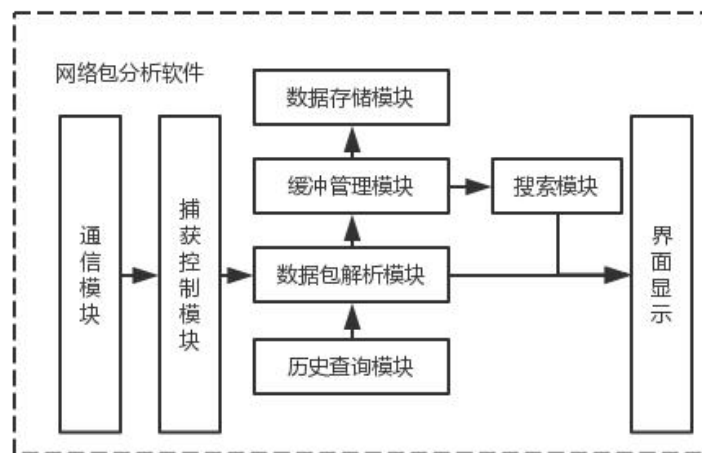 网络包分析软件
数据存储模块
缓冲管理模块
搜索模块
通信模块
捕获控制模块
数据包解析模块
界面显示
历史查询模块